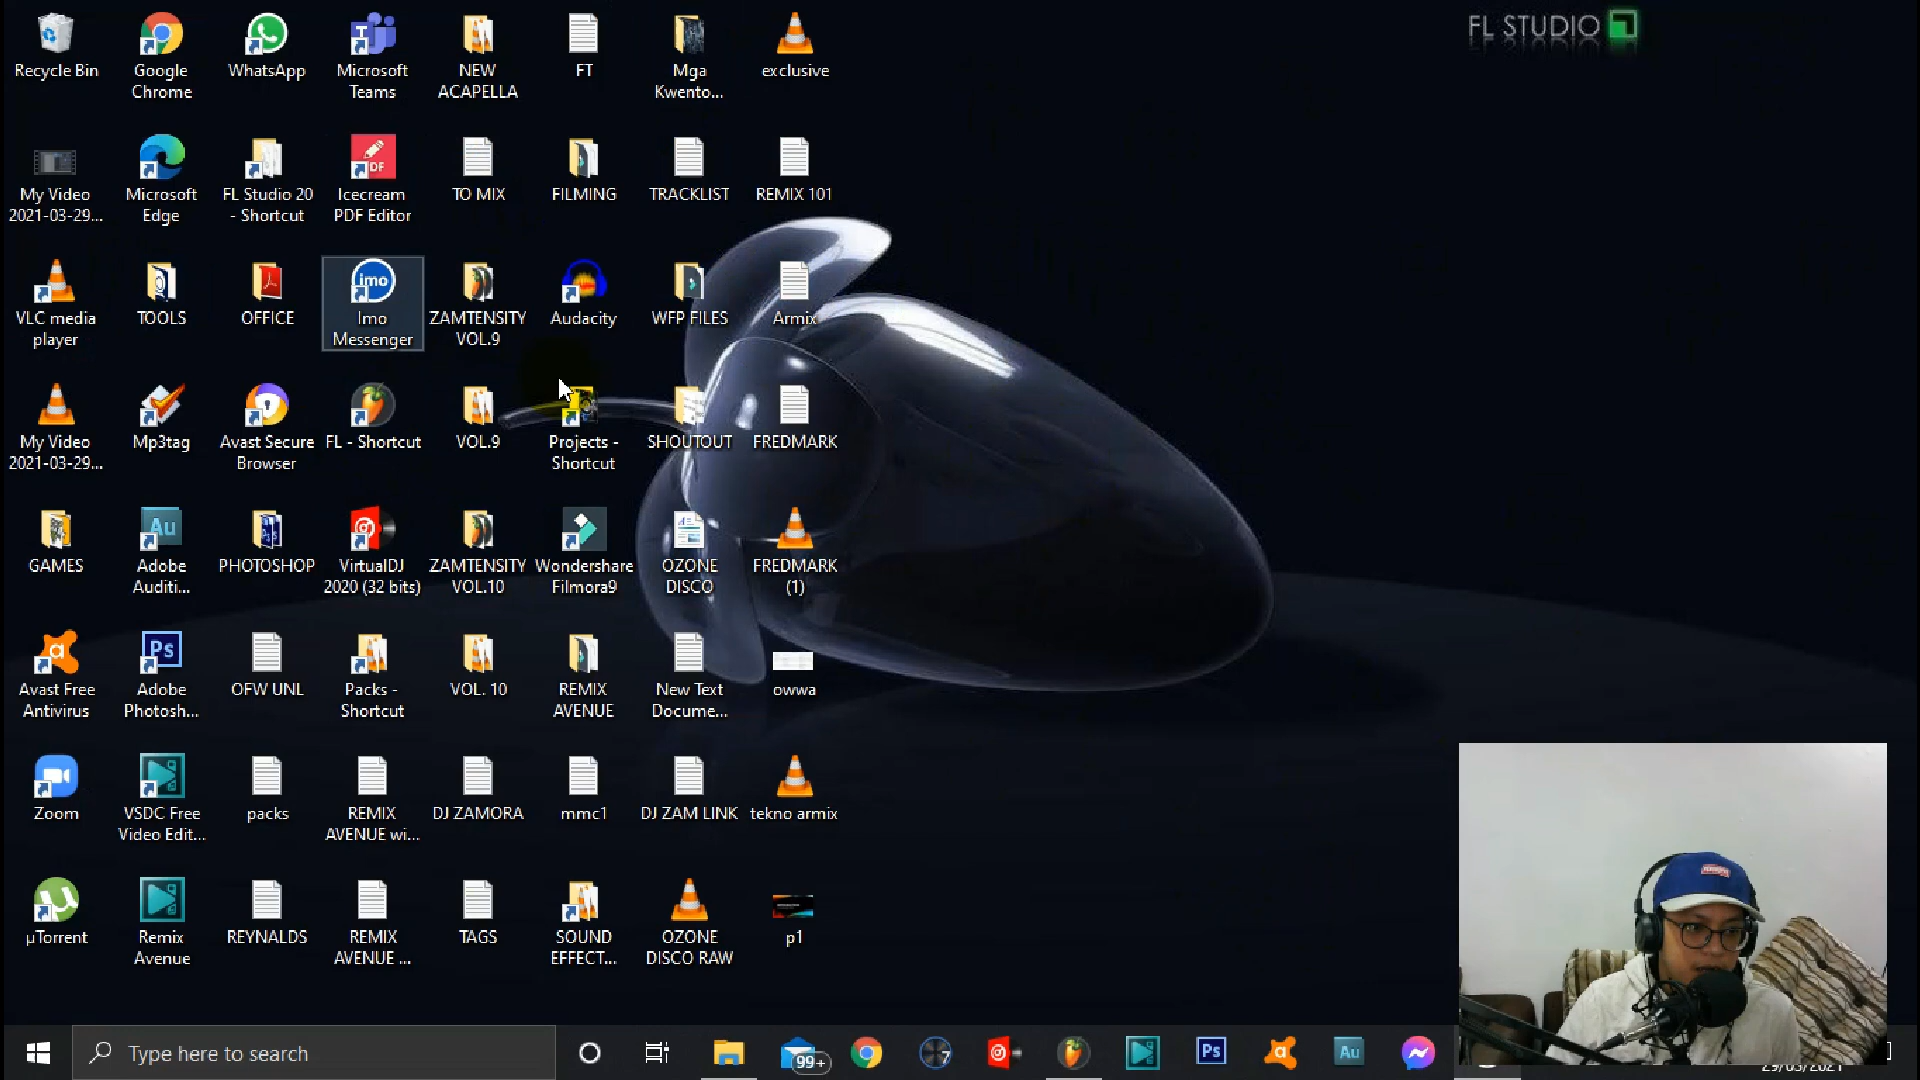 FL STUDIO
Recycle Bin
Google
Chrome
WhatsApp
Microsoft
Teams
NEW
ACAPELLA
FT
Mga
Kwento...
exclusive
My Video
2021-03-29...
Microsoft
Edge
FL Studio 20
- Shortcut
Icecream
PDF Editor
TO MIX
FILMING
TRACKLIST
REMIX 101
VLC media
player
TOOLS
OFFICE
Imo
Messenger
ZAMTENSITY
VOL.9
Audacity
WFP FILES
Armix
My Video
2021-03-29...
Mp3tag
Avast Secure
Browser
FL - Shortcut
VOL.9
Projects -
Shortcut
SHOUTOUT
FREDMARK
GAMES
Adobe
Auditi...
PHOTOSHOP
VirtualDJ
2020 (32 bits)
ZAMTENSITY
VOL.10
Wondershare
Filmora9
OZONE
DISCO
FREDMARK
(1)
Avast Free
Antivirus
Adobe
Photosh...
OFW UNL
Packs -
Shortcut
VOL. 10
REMIX
AVENUE
New Text
Docume...
owwa
Zoom
VSDC Free
Video Edit...
packs
REMIX
AVENUE wi...
DJ ZAMORA
mmc1
DJ ZAM LINK
tekno armix
µTorrent
Remix
Avenue
REYNALDS
REMIX
AVENUE ...
TAGS
SOUND
EFFECT...
OZONE
DISCO RAW
p1
Type here to search
99+
7
Ps
Au
29/03/2021